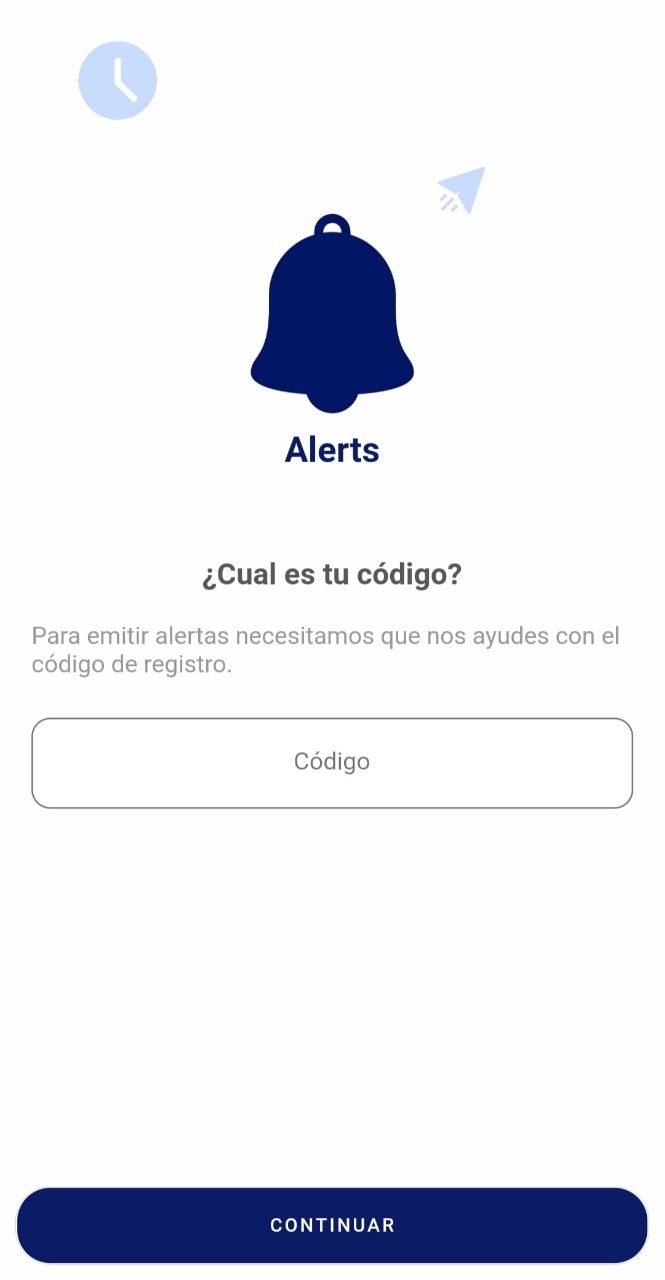 Alerts
¿Cual es tu código?
Para emitir alertas necesitamos que nos ayudes con el
código de registro.
Código
CONTINUAR